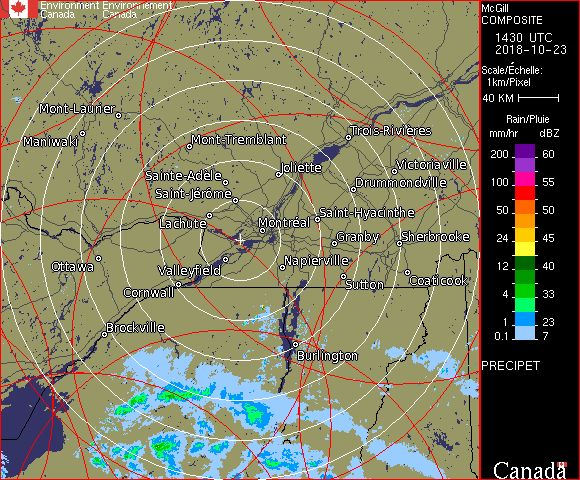 Environment Environnement
Canada Canada
McGill
COMPOSITE
1430 UTC
2018-10-23
Scale/Échelle:
1km/Pixel
40 KM
Rain/Pluie
mm/hr dBZ
200 60
100 55
50 50
24 45
12 40
4 33
1 23
0.1 7
PRECIPET
Mont-Laurier
Maniwaki
Mont-Tremblant
Trois-Rivières
Sainte-Adèle
Joliette
Victoriaville
Saint-Jérôme
Drummondville
Lachute
Montréal
Saint-Hyacinthe
Granby
Sherbrooke
Ottawa
Valleyfield
Napierville
Cornwall
Sutton
Coaticook
Brockville
Burlington
Canada